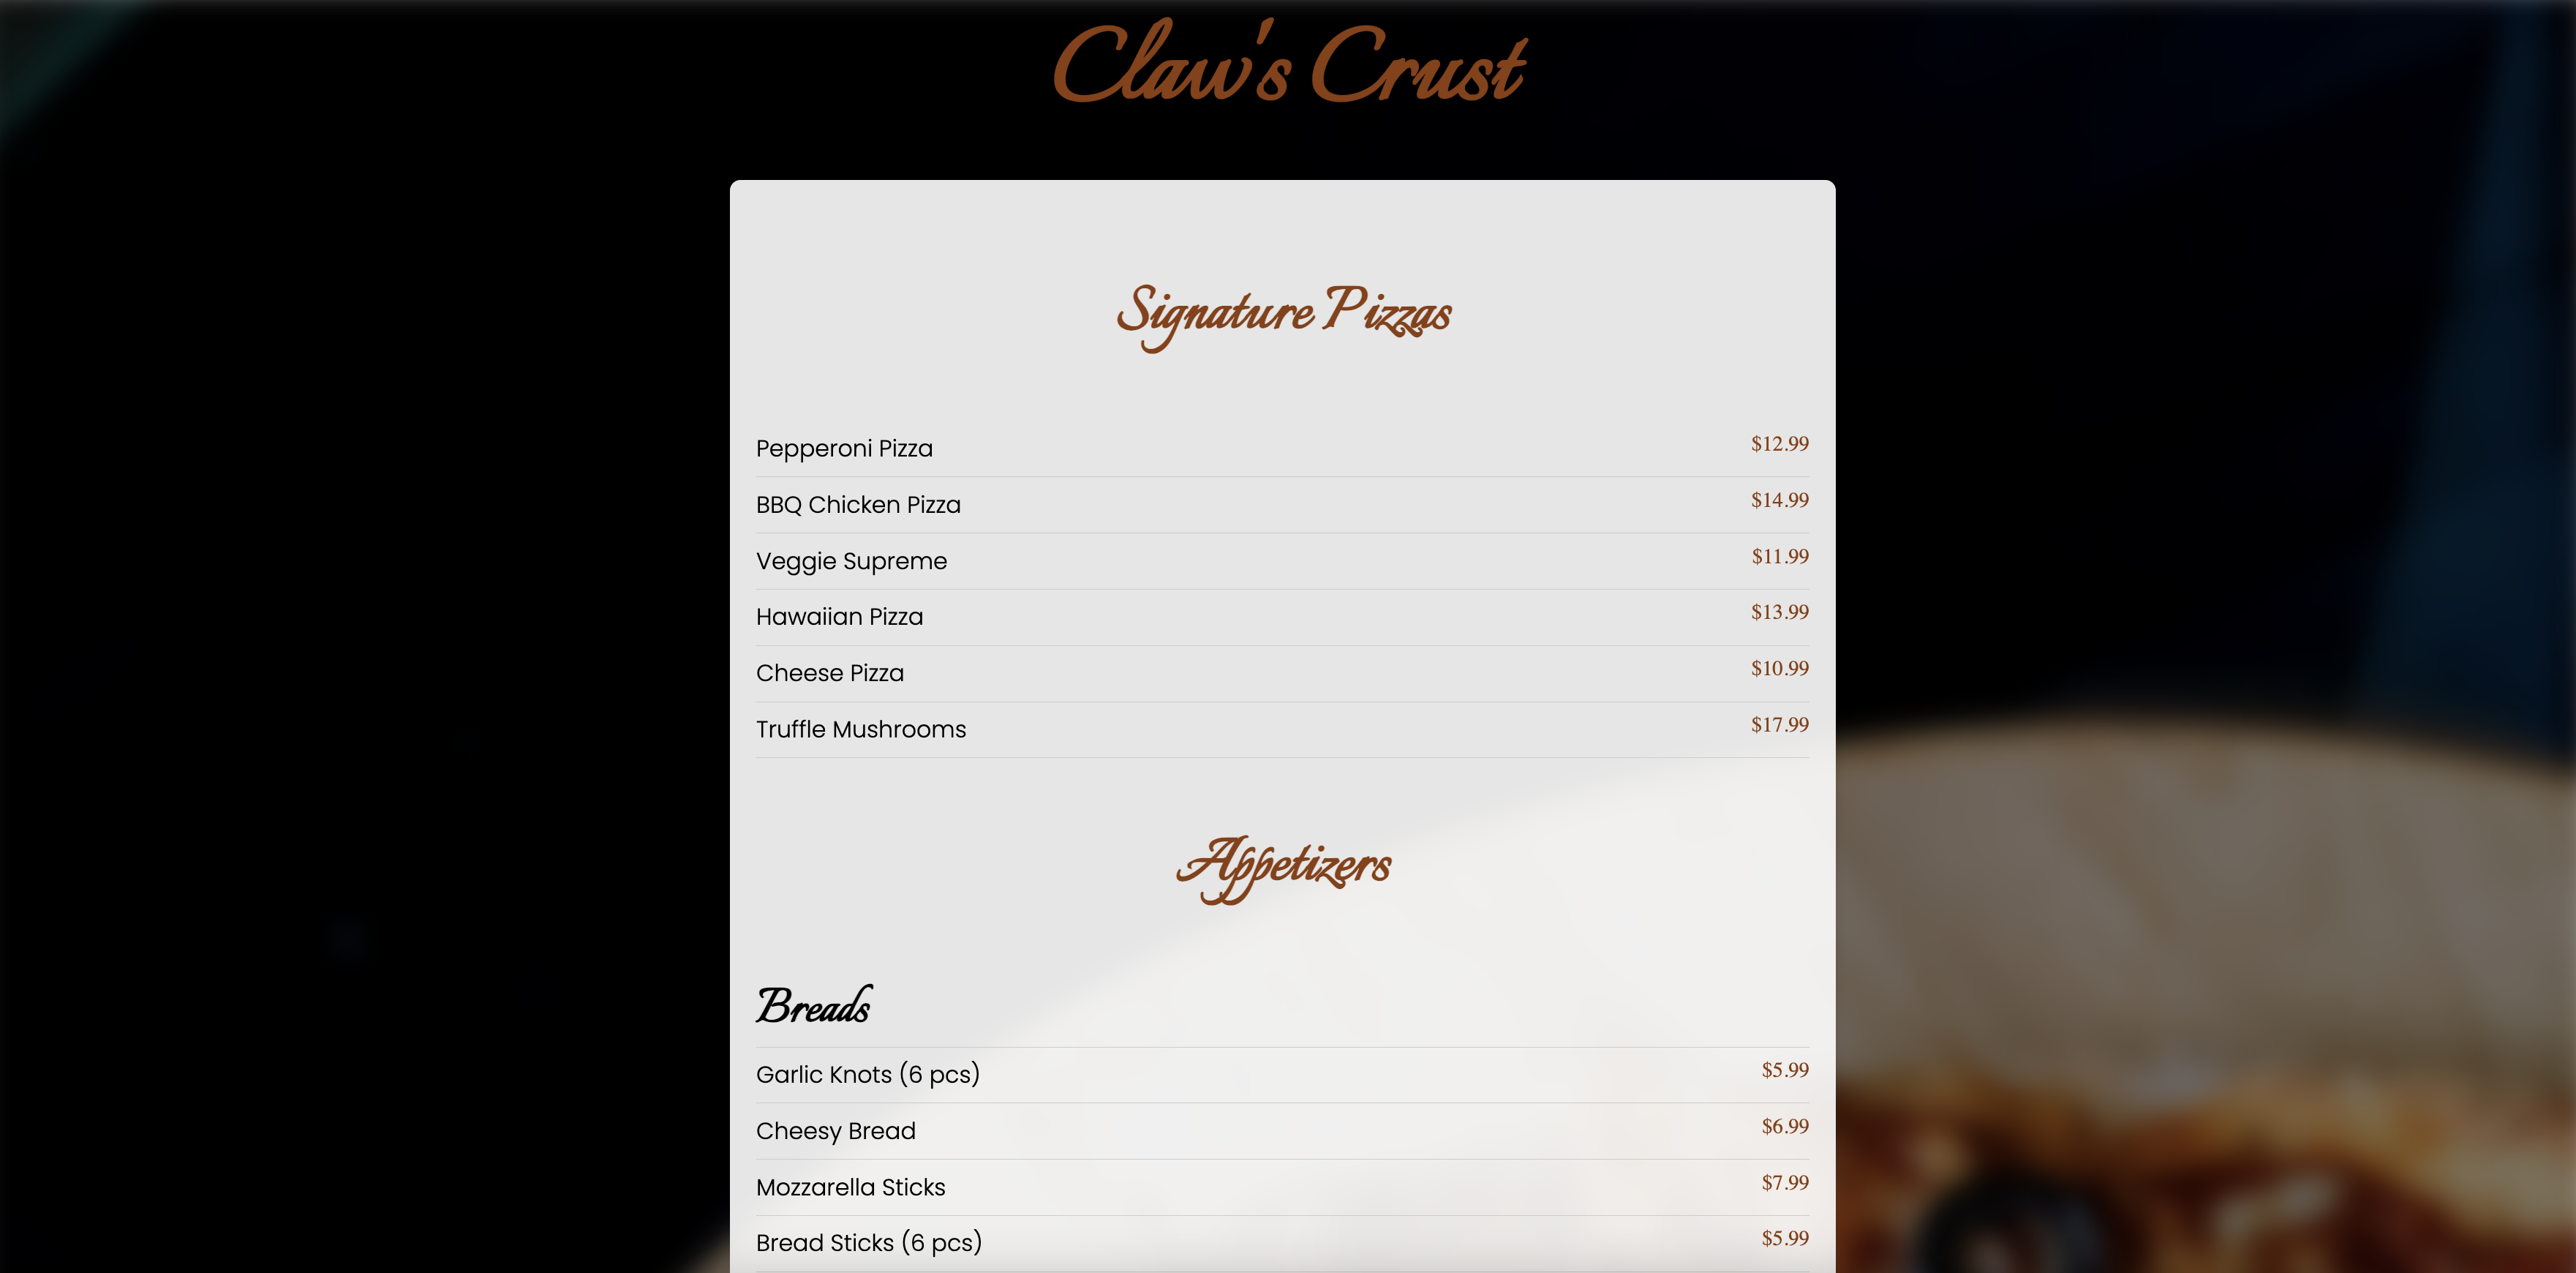 Claw's Crust
Signature Pizzas
Pepperoni Pizza $12.99
BBQ Chicken Pizza $14.99
Veggie Supreme $11.99
Hawaiian Pizza $13.99
Cheese Pizza $10.99
Truffle Mushrooms $17.99
Appetizers
Breads
Garlic Knots (6 pcs) $5.99
Cheesy Bread $6.99
Mozzarella Sticks $7.99
Bread Sticks (6 pcs) $5.99